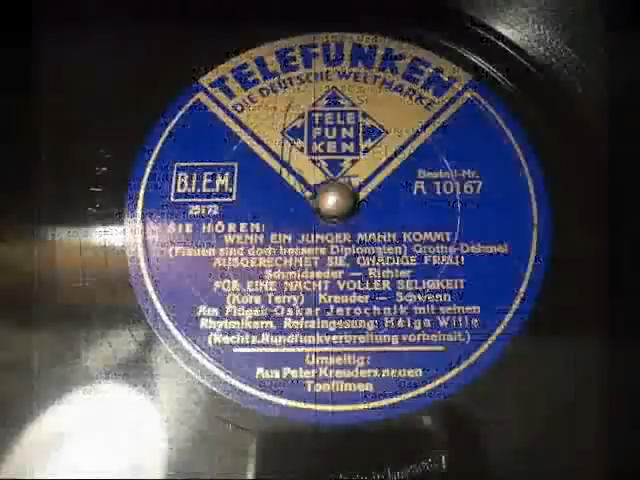 TELEFUNKEN
DIE DEUTSCHE WELTMARKE
TELE
FUN
KEN
B.I.E.M.
Bestell-Nr.
A 10167
SIE HÖREN:
WENN EIN JUNGER MANN KOMMT
(Frauen sind doch bessere Diplomaten) Grothe-Dehmel
AUSGERECHNET SIE, GNÄDIGE FRAU!
Schmidseder — Richter
FÜR EINE NACHT VOLLER SELIGKEIT
(Kora Terry) Kreuder — Schwenn
Am Flügel: Oskar Jerochnik mit seinen
Rhytmikern, Refraingesang: Helga Wille
(Rechtz.Rundfunkverbreitung vorbehalt.)
Umseitig:
Aus Peter Kreuders neuen
Tonfilmen